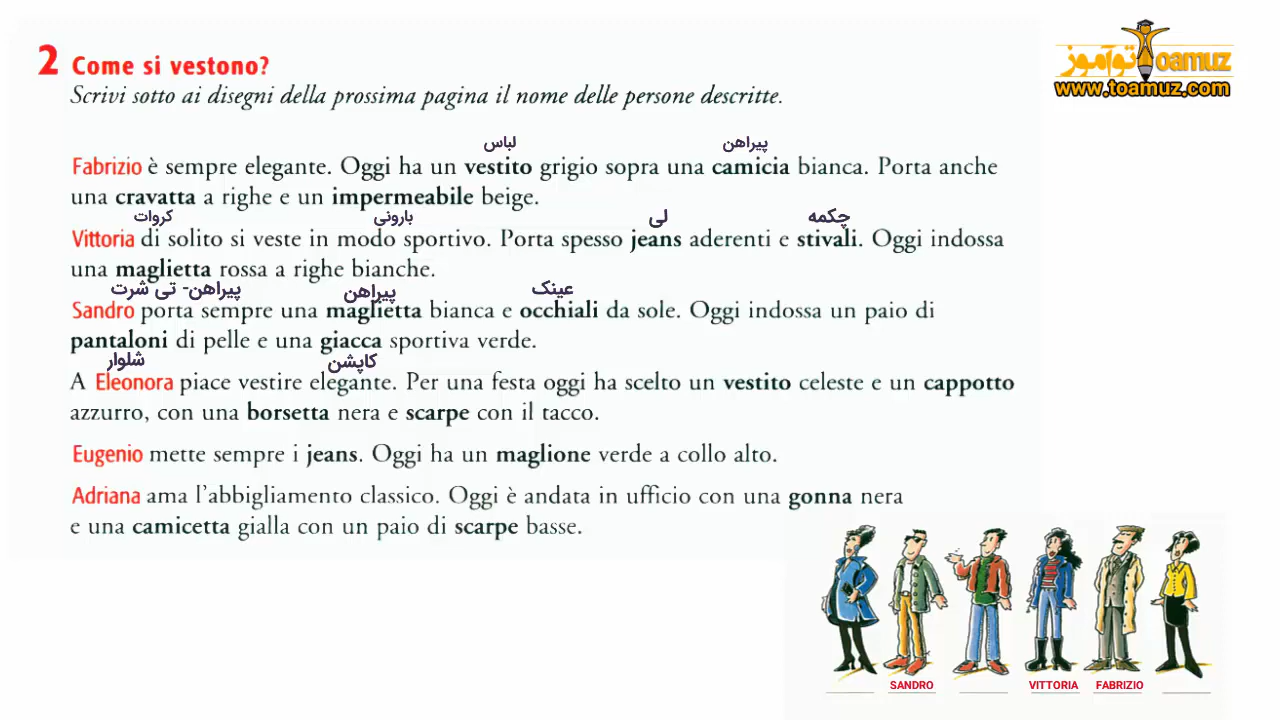 2 Come si vestono?
Scrivi sotto ai disegni della prossima pagina il nome delle persone descritte.
توآموز Toamuz
www.toamuz.com
لباس پیراهن
Fabrizio è sempre elegante. Oggi ha un vestito grigio sopra una camicia bianca. Porta anche
una cravatta a righe e un impermeabile beige.
کروات بارونی لی چکمه
Vittoria di solito si veste in modo sportivo. Porta spesso jeans aderenti e stivali. Oggi indossa
una maglietta rossa a righe bianche.
پیراهن- تی شرت پیراهن عینک
Sandro porta sempre una maglietta bianca e occhiali da sole. Oggi indossa un paio di
pantaloni di pelle e una giacca sportiva verde.
شلوار کاپشن
A Eleonora piace vestire elegante. Per una festa oggi ha scelto un vestito celeste e un cappotto
azzurro, con una borsetta nera e scarpe con il tacco.
Eugenio mette sempre i jeans. Oggi ha un maglione verde a collo alto.
Adriana ama l'abbigliamento classico. Oggi è andata in ufficio con una gonna nera
e una camicetta gialla con un paio di scarpe basse.
SANDRO VITTORIA FABRIZIO